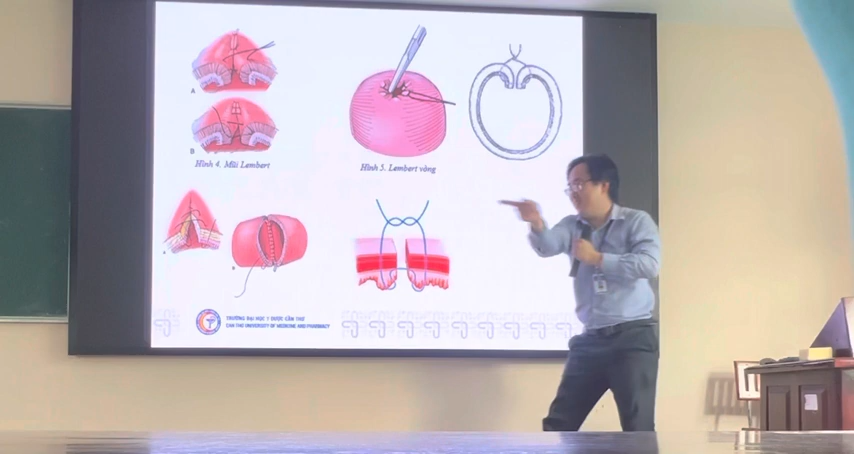 A
B
Hình 4. Mũi Lembert
Hình 5. Lembert vòng
B
TRƯỜNG ĐẠI HỌC Y DƯỢC CẦN THƠ
CAN THO UNIVERSITY OF MEDICINE AND PHARMACY